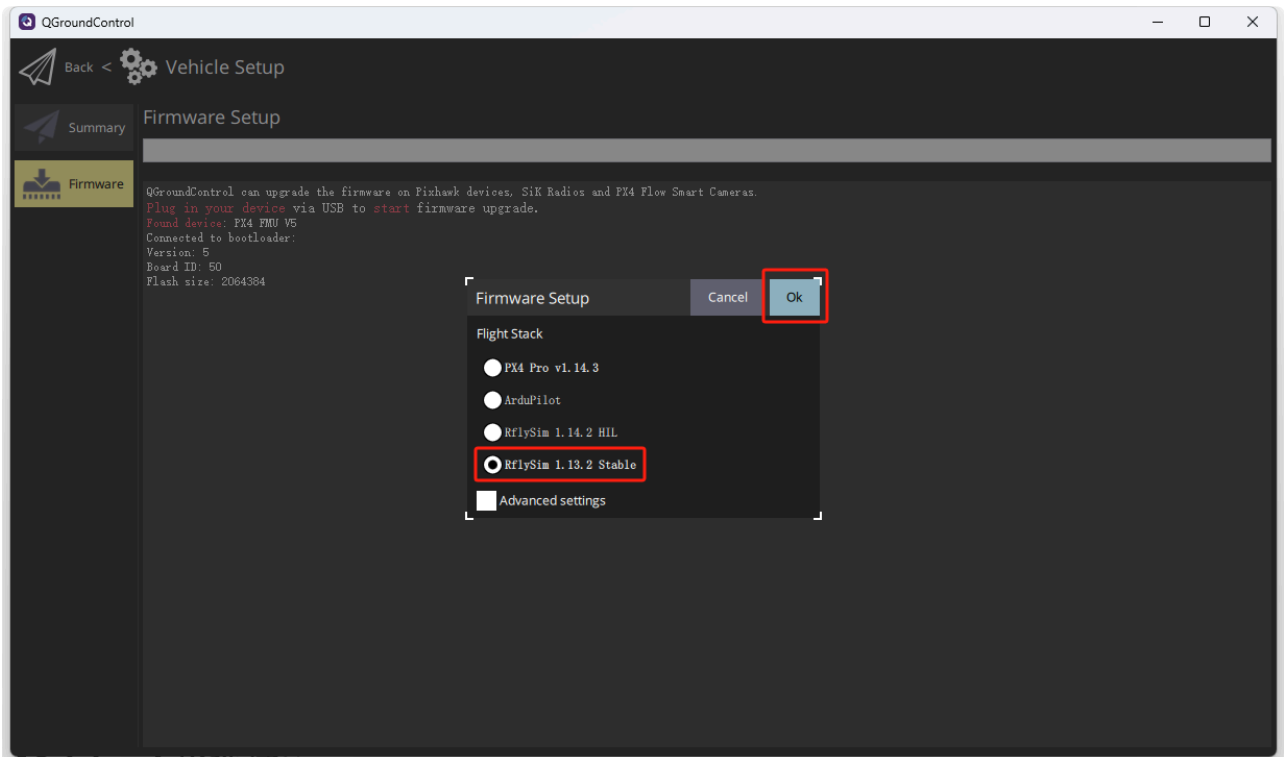 QGroundControl
Back < Vehicle Setup
Summary
Firmware Setup
Firmware
QGroundControl can upgrade the firmware on Pixhawk devices, SiK Radios and PX4 Flow Smart Cameras.
Plug in your device via USB to start firmware upgrade.
Found device: PX4 FMU V5
Connected to bootloader:
Version: 5
Board ID: 50
Flash size: 2064384
Firmware Setup Cancel Ok
Flight Stack
PX4 Pro v1.14.3
ArduPilot
RflySim 1.14.2 HIL
RflySim 1.13.2 Stable
Advanced settings